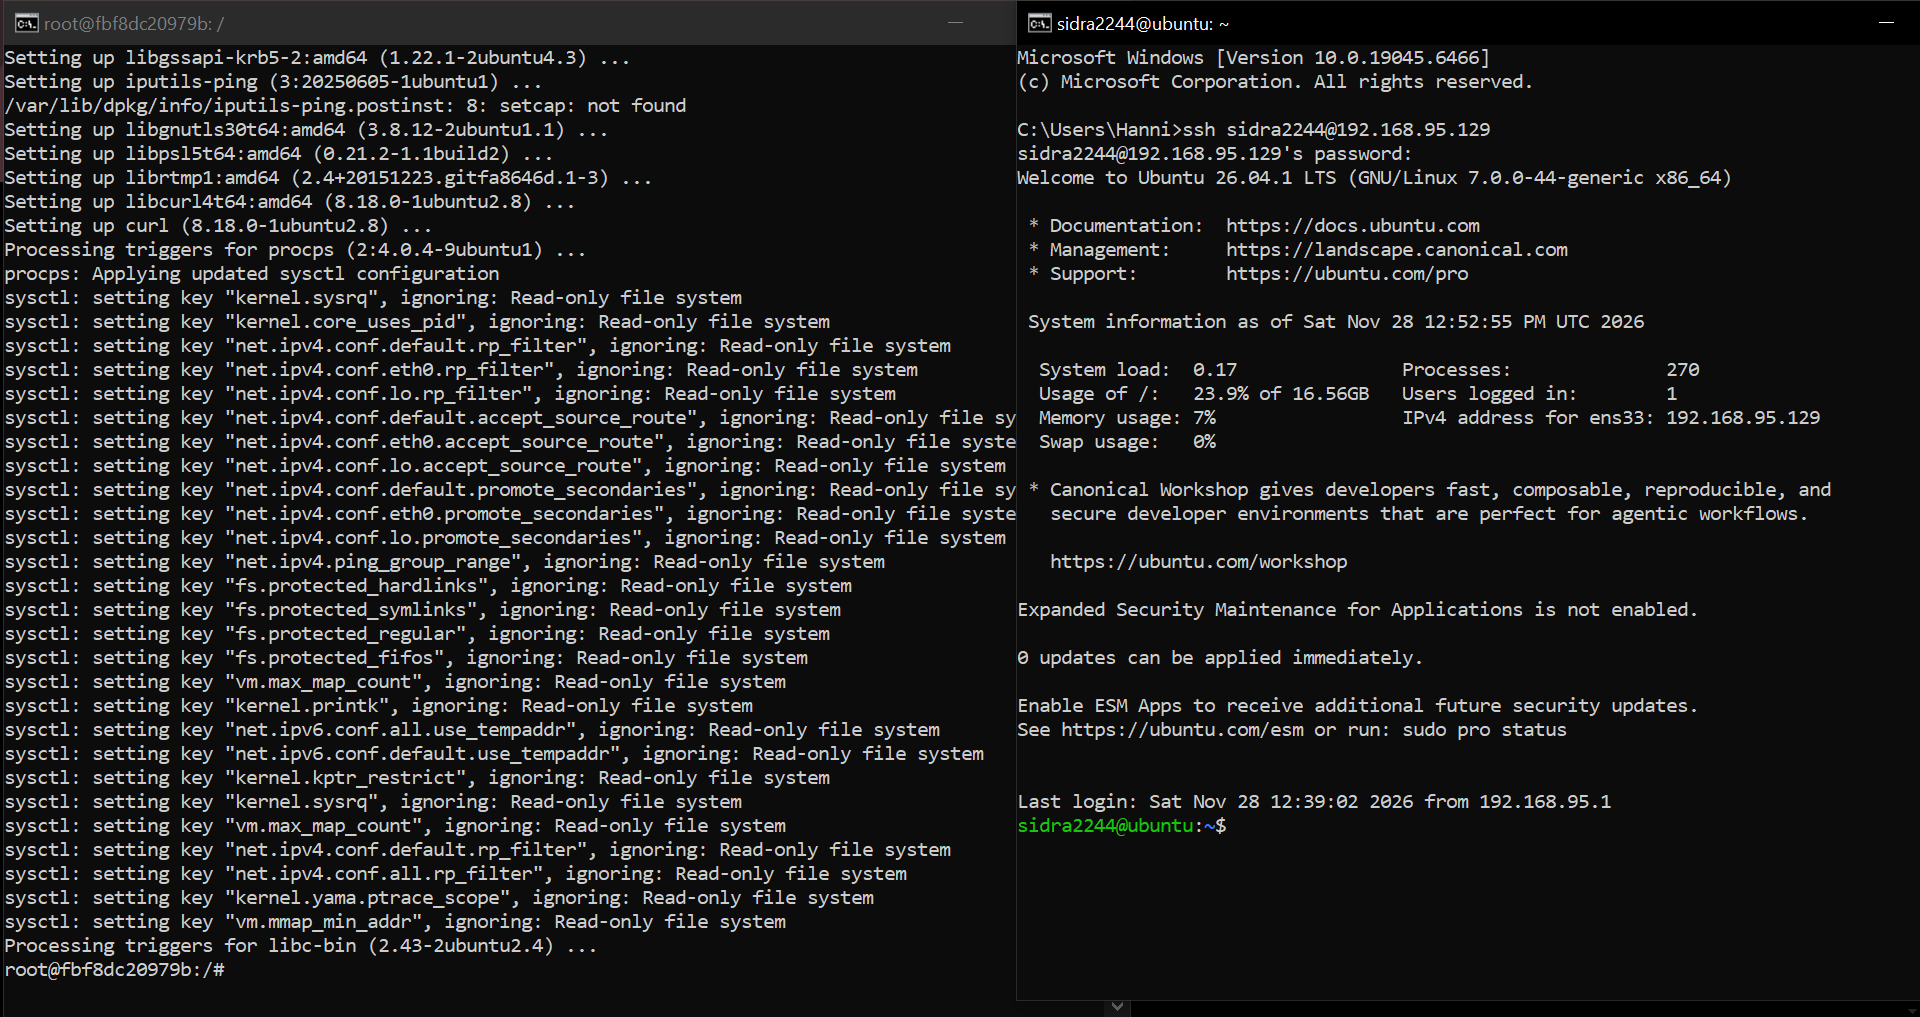 root@fbf8dc20979b: /
Setting up libgssapi-krb5-2:amd64 (1.22.1-2ubuntu4.3) ...
Setting up iputils-ping (3:20250605-1ubuntu1) ...
/var/lib/dpkg/info/iputils-ping.postinst: 8: setcap: not found
Setting up libgnutls30t64:amd64 (3.8.12-2ubuntu1.1) ...
Setting up libpsl5t64:amd64 (0.21.2-1.1build2) ...
Setting up librtmp1:amd64 (2.4+20151223.gitfa8646d.1-3) ...
Setting up libcurl4t64:amd64 (8.18.0-1ubuntu2.8) ...
Setting up curl (8.18.0-1ubuntu2.8) ...
Processing triggers for procps (2:4.0.4-9ubuntu1) ...
procps: Applying updated sysctl configuration
sysctl: setting key "kernel.sysrq", ignoring: Read-only file system
sysctl: setting key "kernel.core_uses_pid", ignoring: Read-only file system
sysctl: setting key "net.ipv4.conf.default.rp_filter", ignoring: Read-only file system
sysctl: setting key "net.ipv4.conf.eth0.rp_filter", ignoring: Read-only file system
sysctl: setting key "net.ipv4.conf.lo.rp_filter", ignoring: Read-only file system
sysctl: setting key "net.ipv4.conf.default.accept_source_route", ignoring: Read-only file sy
sysctl: setting key "net.ipv4.conf.eth0.accept_source_route", ignoring: Read-only file syste
sysctl: setting key "net.ipv4.conf.lo.accept_source_route", ignoring: Read-only file system
sysctl: setting key "net.ipv4.conf.default.promote_secondaries", ignoring: Read-only file sy
sysctl: setting key "net.ipv4.conf.eth0.promote_secondaries", ignoring: Read-only file syste
sysctl: setting key "net.ipv4.conf.lo.promote_secondaries", ignoring: Read-only file system
sysctl: setting key "net.ipv4.ping_group_range", ignoring: Read-only file system
sysctl: setting key "fs.protected_hardlinks", ignoring: Read-only file system
sysctl: setting key "fs.protected_symlinks", ignoring: Read-only file system
sysctl: setting key "fs.protected_regular", ignoring: Read-only file system
sysctl: setting key "fs.protected_fifos", ignoring: Read-only file system
sysctl: setting key "vm.max_map_count", ignoring: Read-only file system
sysctl: setting key "kernel.printk", ignoring: Read-only file system
sysctl: setting key "net.ipv6.conf.all.use_tempaddr", ignoring: Read-only file system
sysctl: setting key "net.ipv6.conf.default.use_tempaddr", ignoring: Read-only file system
sysctl: setting key "kernel.kptr_restrict", ignoring: Read-only file system
sysctl: setting key "kernel.sysrq", ignoring: Read-only file system
sysctl: setting key "vm.max_map_count", ignoring: Read-only file system
sysctl: setting key "net.ipv4.conf.default.rp_filter", ignoring: Read-only file system
sysctl: setting key "net.ipv4.conf.all.rp_filter", ignoring: Read-only file system
sysctl: setting key "kernel.yama.ptrace_scope", ignoring: Read-only file system
sysctl: setting key "vm.mmap_min_addr", ignoring: Read-only file system
Processing triggers for libc-bin (2.43-2ubuntu2.4) ...
root@fbf8dc20979b:/#
sidra2244@ubuntu: ~
Microsoft Windows [Version 10.0.19045.6466]
(c) Microsoft Corporation. All rights reserved.
C:\Users\Hanni>ssh sidra2244@192.168.95.129
sidra2244@192.168.95.129's password:
Welcome to Ubuntu 26.04.1 LTS (GNU/Linux 7.0.0-44-generic x86_64)
* Documentation: https://docs.ubuntu.com
* Management: https://landscape.canonical.com
* Support: https://ubuntu.com/pro
System information as of Sat Nov 28 12:52:55 PM UTC 2026
System load: 0.17 Processes: 270
Usage of /: 23.9% of 16.56GB Users logged in: 1
Memory usage: 7% IPv4 address for ens33: 192.168.95.129
Swap usage: 0%
* Canonical Workshop gives developers fast, composable, reproducible, and
secure developer environments that are perfect for agentic workflows.
https://ubuntu.com/workshop
Expanded Security Maintenance for Applications is not enabled.
0 updates can be applied immediately.
Enable ESM Apps to receive additional future security updates.
See https://ubuntu.com/esm or run: sudo pro status
Last login: Sat Nov 28 12:39:02 2026 from 192.168.95.1
sidra2244@ubuntu:~$